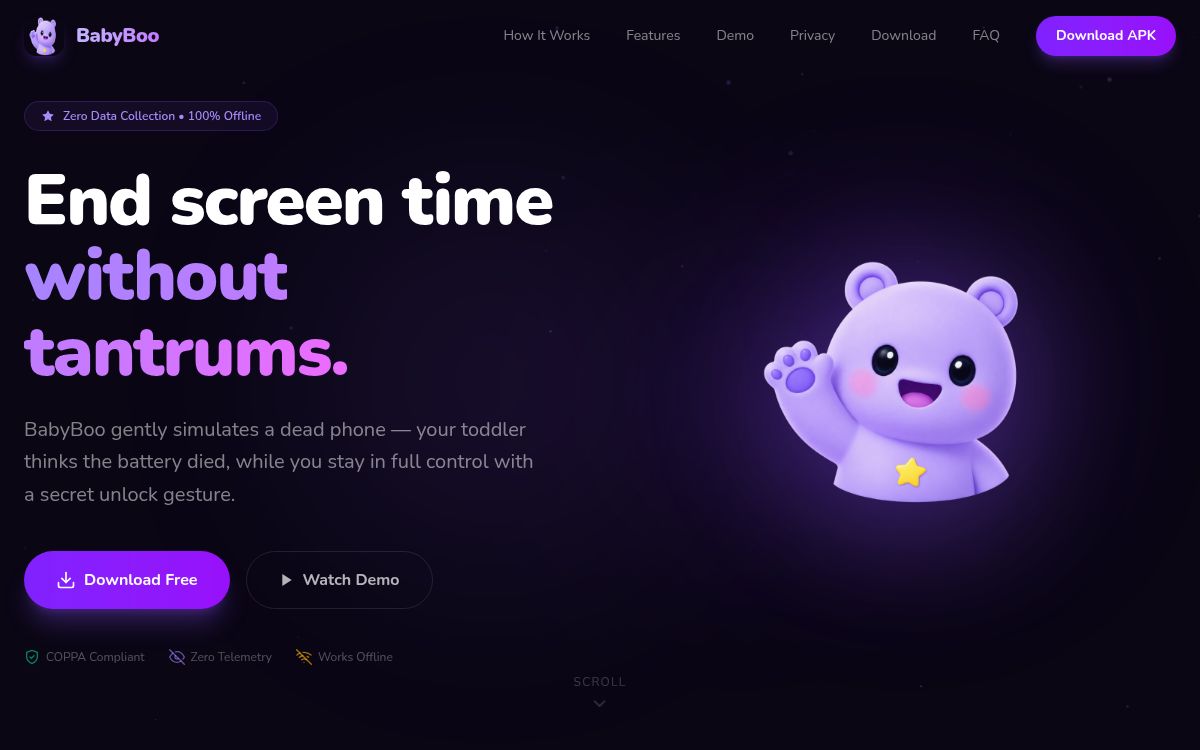 BabyBoo
How It Works
Features
Demo
Privacy
Download
FAQ
Download APK
Zero Data Collection • 100% Offline
End screen time
without
tantrums.
BabyBoo gently simulates a dead phone — your toddler
thinks the battery died, while you stay in full control with
a secret unlock gesture.
Download Free
Watch Demo
COPPA Compliant
Zero Telemetry
Works Offline
SCROLL